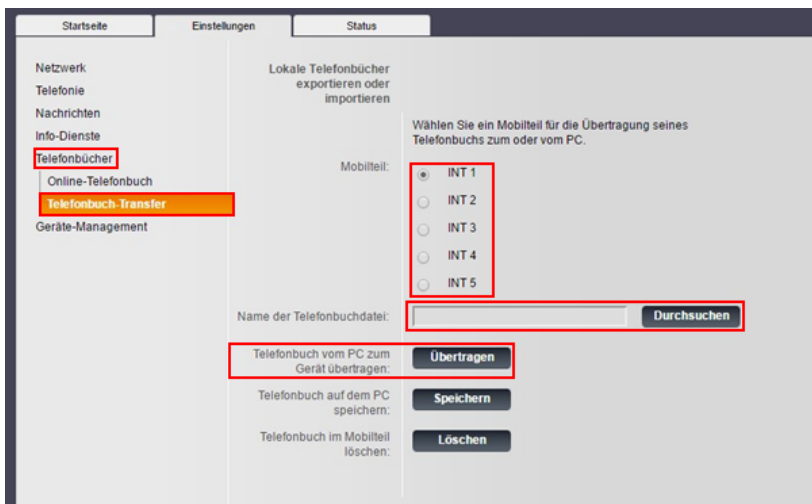 Startseite
Einstellungen
Status
Netzwerk
Telefonie
Nachrichten
Info-Dienste
Telefonbücher
Online-Telefonbuch
Telefonbuch-Transfer
Geräte-Management
Lokale Telefonbücher
exportieren oder
importieren
Wählen Sie ein Mobilteil für die Übertragung seines
Telefonbuchs zum oder vom PC.
Mobilteil:
INT 1
INT 2
INT 3
INT 4
INT 5
Name der Telefonbuchdatei:
Durchsuchen
Telefonbuch vom PC zum
Gerät übertragen:
Übertragen
Telefonbuch auf dem PC
speichern:
Speichern
Telefonbuch im Mobilteil
löschen:
Löschen